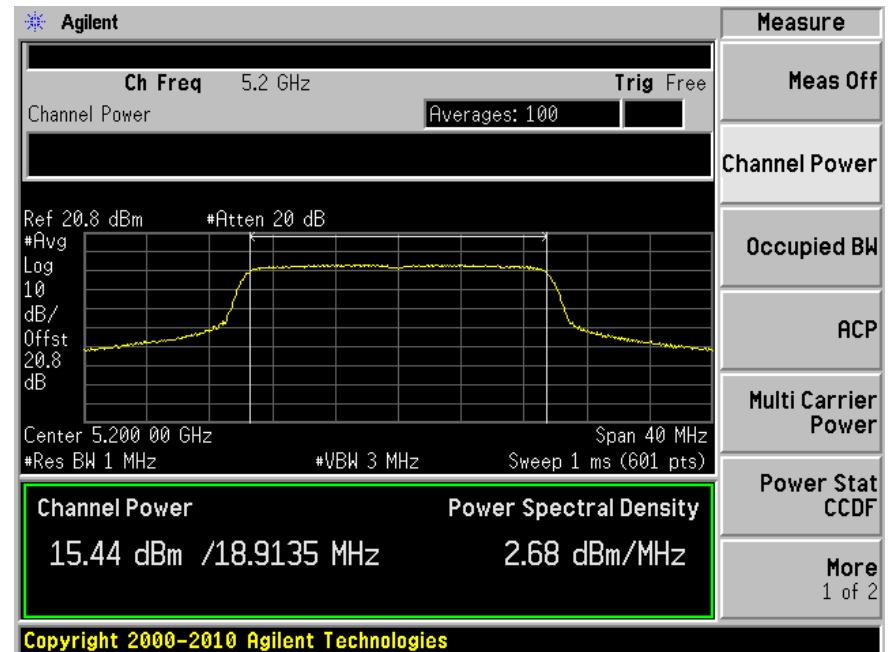 Agilent
Measure
Ch Freq 5.2 GHz Trig Free
Meas Off
Channel Power Averages: 100
Channel Power
Ref 20.8 dBm #Atten 20 dB
#Avg
Log
10
dB/
Offst
20.8
dB
Occupied BW
ACP
Multi Carrier
Power
Center 5.200 00 GHz Span 40 MHz
#Res BW 1 MHz #VBW 3 MHz Sweep 1 ms (601 pts)
Power Stat
CCDF
Channel Power Power Spectral Density
15.44 dBm /18.9135 MHz 2.68 dBm/MHz
More
1 of 2
Copyright 2000-2010 Agilent Technologies